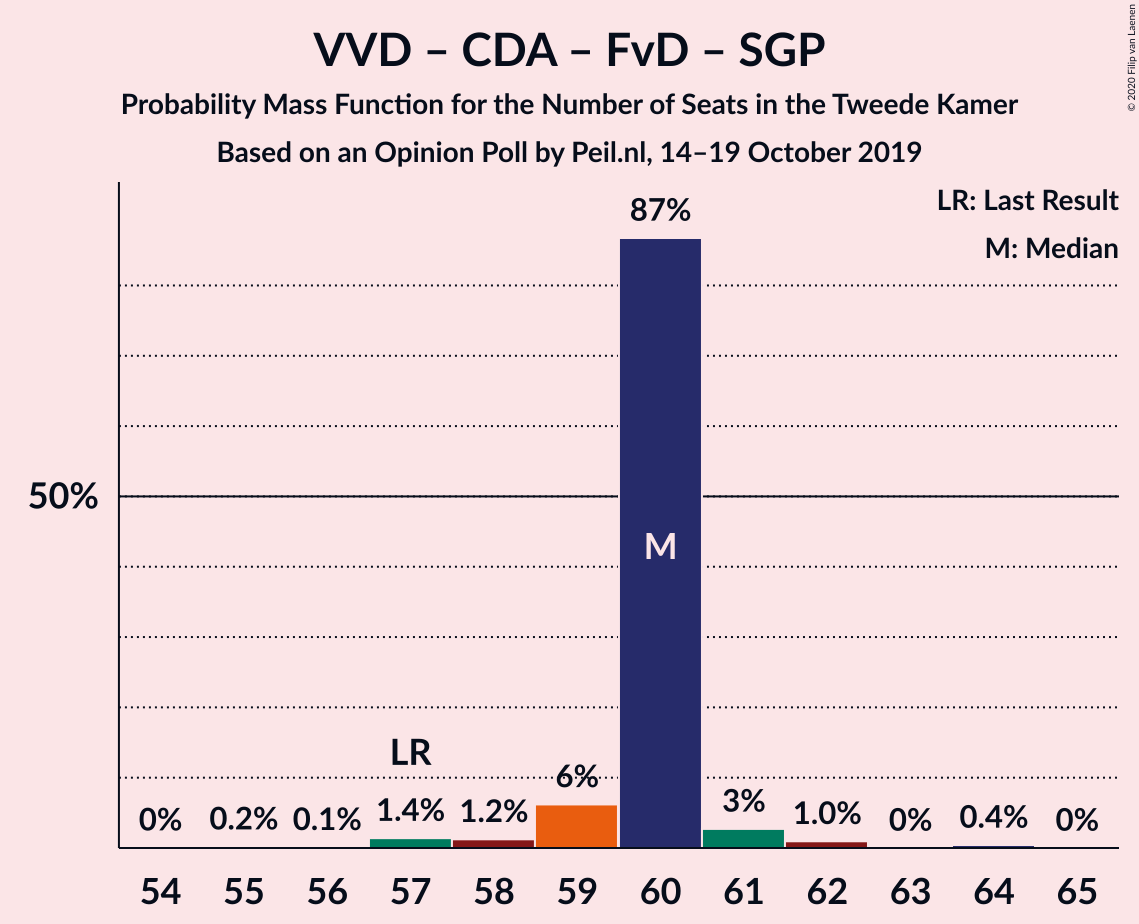 VVD – CDA – FvD – SGP
Probability Mass Function for the Number of Seats in the Tweede Kamer
Based on an Opinion Poll by Peil.nl, 14–19 October 2019
© 2020 Filip van Laenen
LR: Last Result
M: Median
87%
50%
M
LR
0% 0.2% 0.1% 1.4% 1.2% 6% 3% 1.0% 0% 0.4% 0%
54 55 56 57 58 59 60 61 62 63 64 65